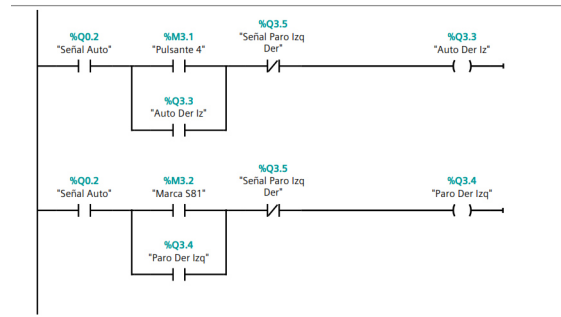 %Q3.5
%Q0.2 %M3.1 "Señal Paro Izq %Q3.3
"Señal Auto" "Pulsante 4" Der" "Auto Der Iz"
%Q3.3
"Auto Der Iz"
%Q3.5
%Q0.2 %M3.2 "Señal Paro Izq %Q3.4
"Señal Auto" "Marca S81" Der" "Paro Der Izq"
%Q3.4
"Paro Der Izq"